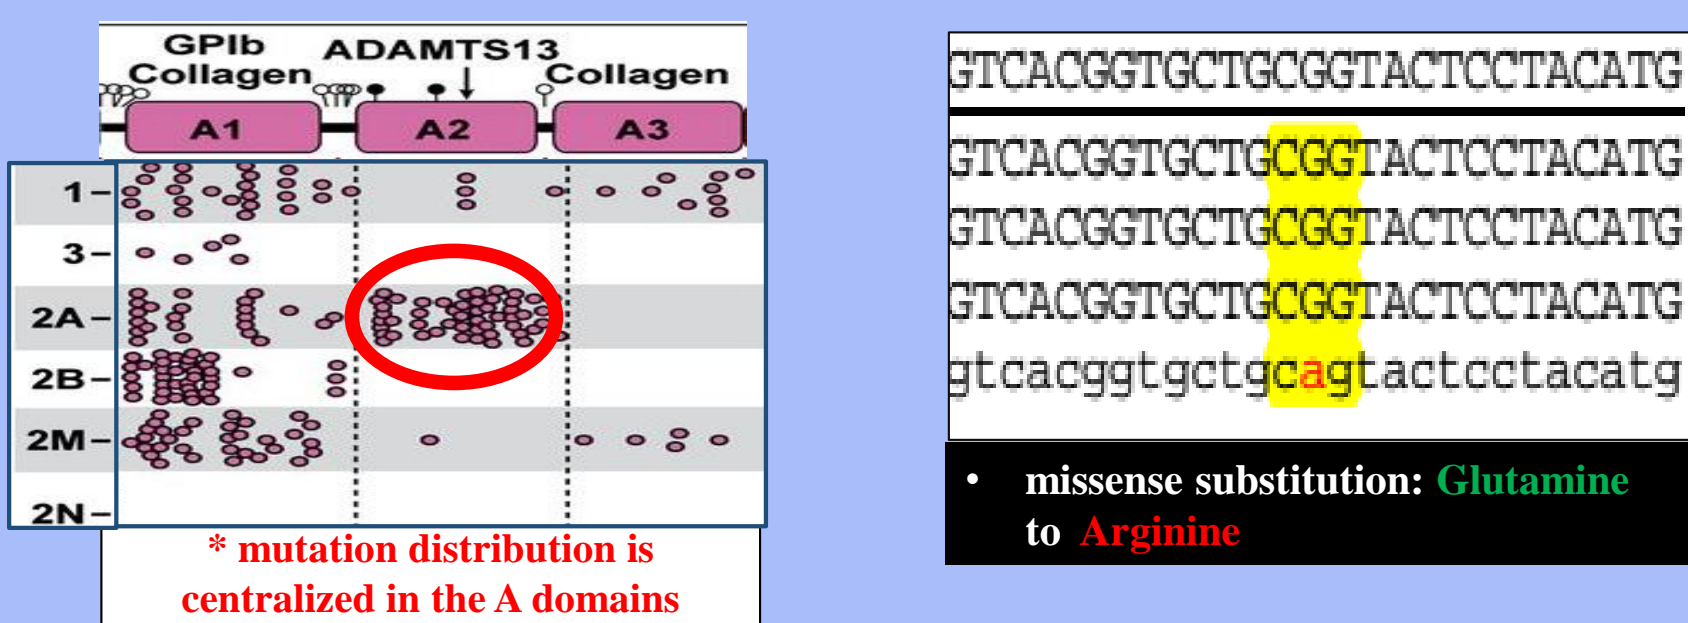 GPIb
Collagen
ADAMTS13
Collagen
A1
A2
A3
1
3
2A
2B
2M
2N
* mutation distribution is
centralized in the A domains
GTCACGGTGCTGCGGTACTCCTACATG
GTCACGGTGCTGCGGTACTCCTACATG
GTCACGGTGCTGCGGTACTCCTACATG
GTCACGGTGCTGCGGTACTCCTACATG
gtcacggtgctgcagtactcctacatg
• missense substitution: Glutamine
to Arginine